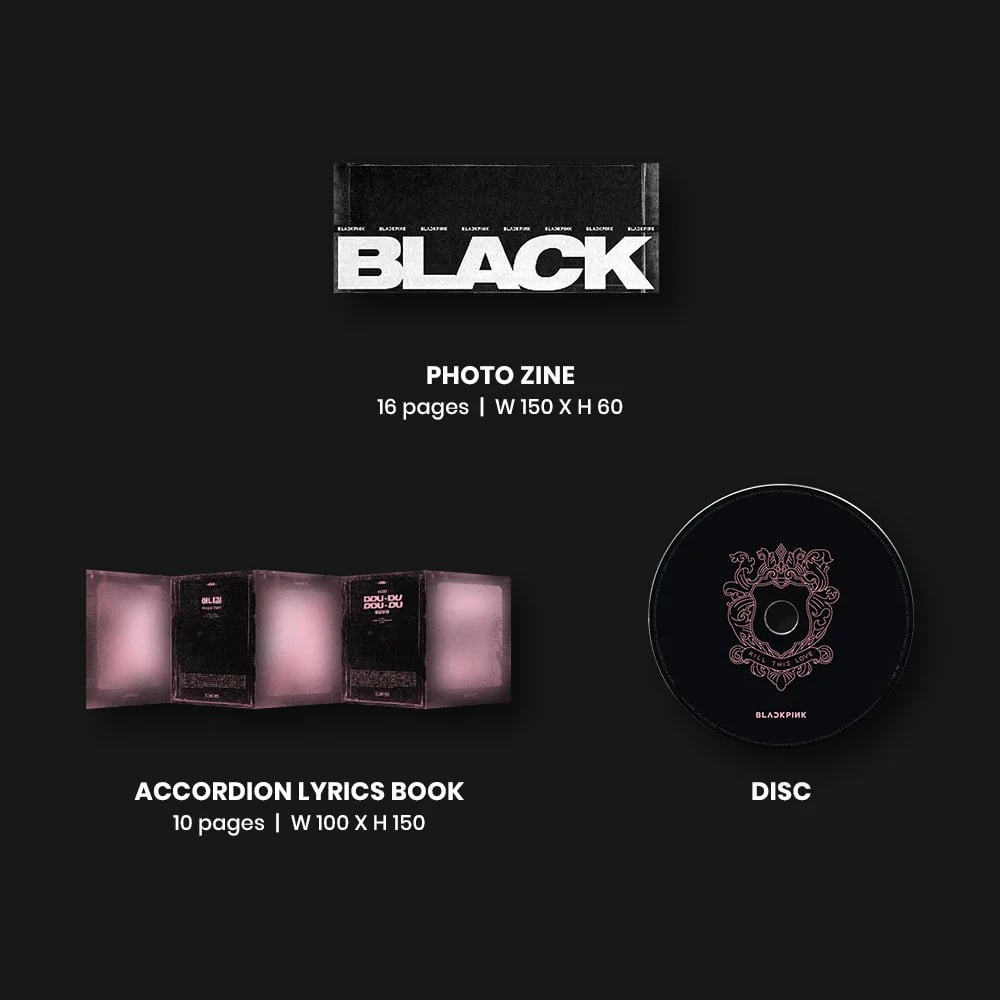 BLACKPINK BLACKPINK BLACKPINK BLACKPINK BLACKPINK BLACKPINK BLACKPINK BLACKPINK
BLACK
PHOTO ZINE
16 pages | W 150 X H 60
DDU-DU
DDU-DU
KILL THIS LOVE
BLACKPINK
ACCORDION LYRICS BOOK
10 pages | W 100 X H 150
DISC